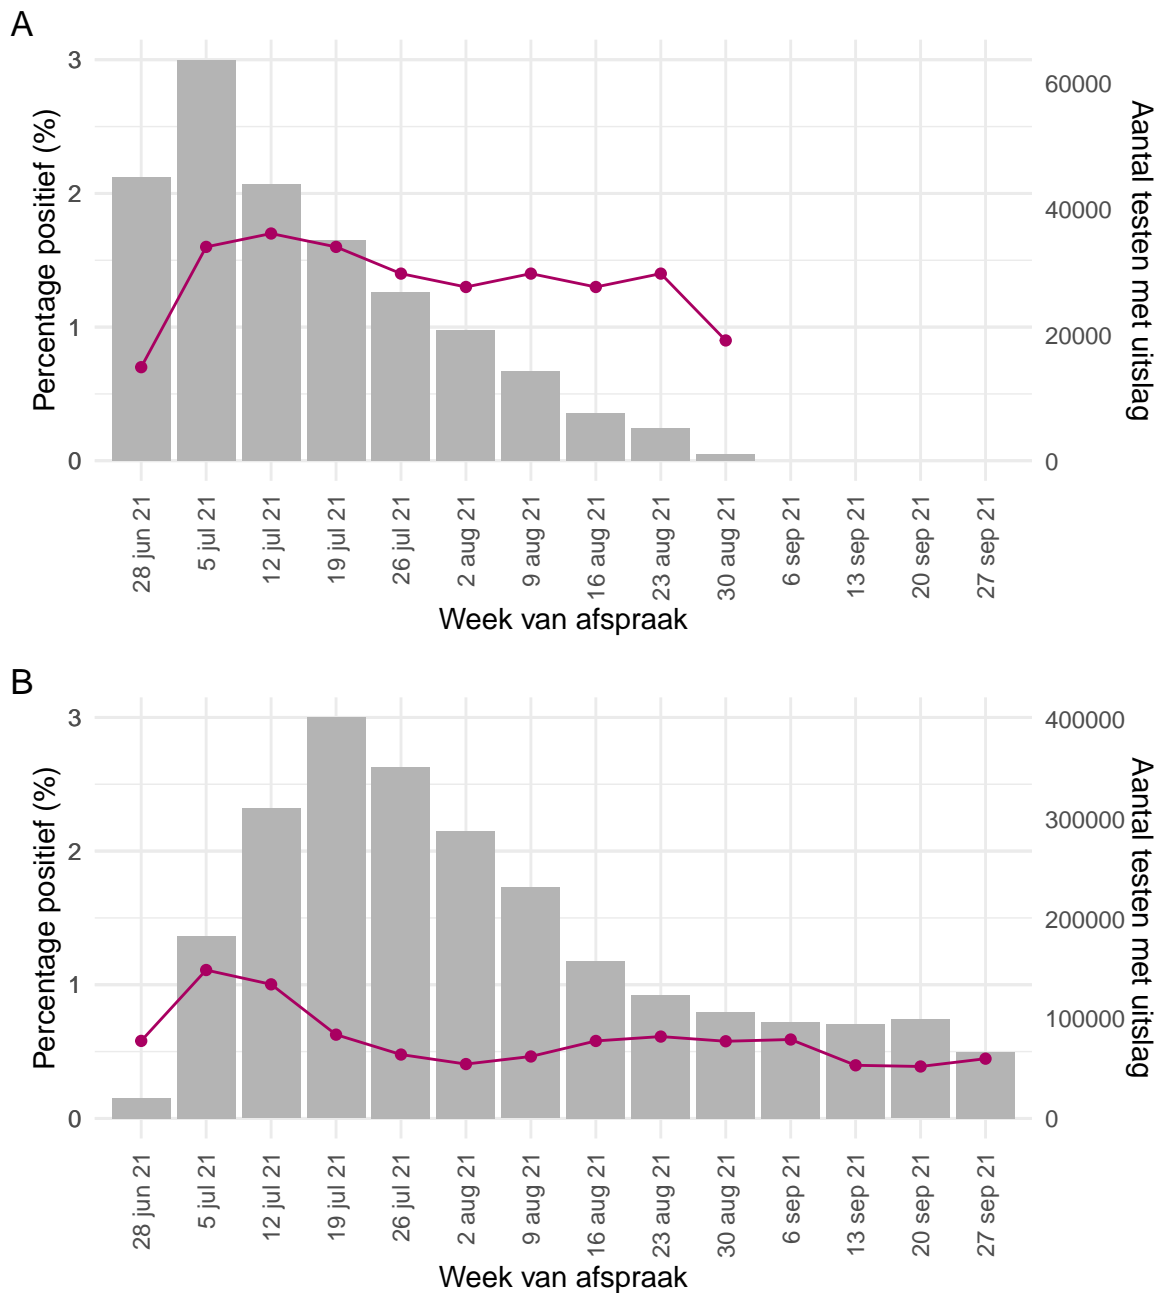 A
Percentage positief (%)
3
2
1
0
60000
40000
20000
0
Aantal testen met uitslag
28 jun 21
5 jul 21
12 jul 21
19 jul 21
26 jul 21
2 aug 21
9 aug 21
16 aug 21
23 aug 21
30 aug 21
6 sep 21
13 sep 21
20 sep 21
27 sep 21
Week van afspraak
B
Percentage positief (%)
3
2
1
0
400000
300000
200000
100000
0
Aantal testen met uitslag
28 jun 21
5 jul 21
12 jul 21
19 jul 21
26 jul 21
2 aug 21
9 aug 21
16 aug 21
23 aug 21
30 aug 21
6 sep 21
13 sep 21
20 sep 21
27 sep 21
Week van afspraak